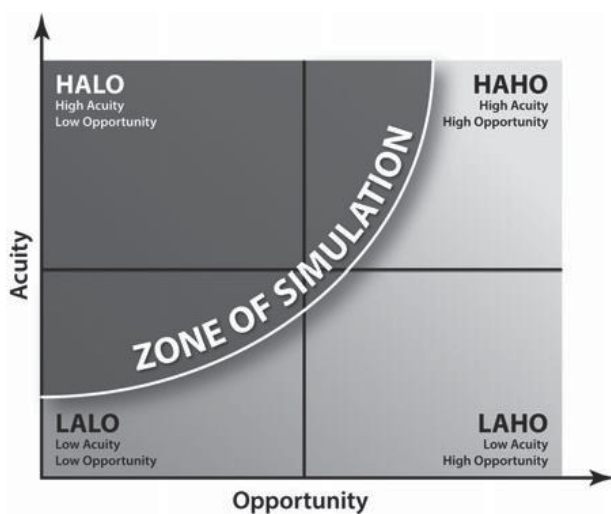 HALO
High Acuity
Low Opportunity
HAHO
High Acuity
High Opportunity
ZONE OF SIMULATION
Acuity
LALO
Low Acuity
Low Opportunity
LAHO
Low Acuity
High Opportunity
Opportunity